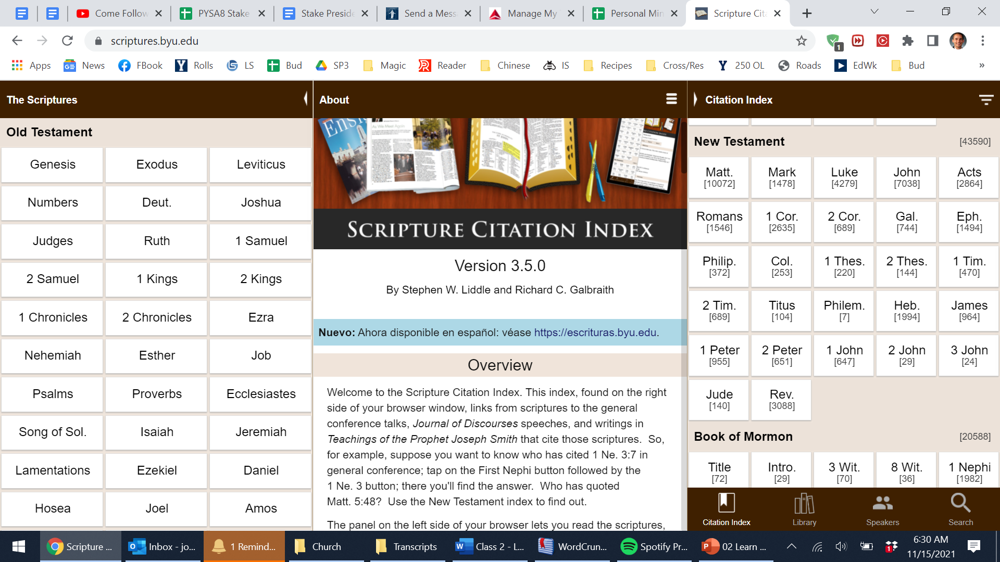 Come Follow
PYSA8 Stake
Stake Preside
Send a Mess
Manage My
Personal Min
Scripture Cita
scriptures.byu.edu
1
Apps
News
FBook
Rolls
LS
Bud
SP3
Magic
Reader
Chinese
IS
Recipes
Cross/Res
250 OL
Roads
EdWk
Bud
»
The Scriptures
Old Testament
Genesis
Exodus
Leviticus
Numbers
Deut.
Joshua
Judges
Ruth
1 Samuel
2 Samuel
1 Kings
2 Kings
1 Chronicles
2 Chronicles
Ezra
Nehemiah
Esther
Job
Psalms
Proverbs
Ecclesiastes
Song of Sol.
Isaiah
Jeremiah
Lamentations
Ezekiel
Daniel
Hosea
Joel
Amos
About
Ensign
As We Meet Again
SCRIPTURE CITATION INDEX
Version 3.5.0
By Stephen W. Liddle and Richard C. Galbraith
Nuevo: Ahora disponible en español: véase https://escrituras.byu.edu.
Overview
Welcome to the Scripture Citation Index. This index, found on the right
side of your browser window, links from scriptures to the general
conference talks, Journal of Discourses speeches, and writings in
Teachings of the Prophet Joseph Smith that cite those scriptures. So,
for example, suppose you want to know who has cited 1 Ne. 3:7 in
general conference; tap on the First Nephi button followed by the
1 Ne. 3 button; there you'll find the answer. Who has quoted
Matt. 5:48? Use the New Testament index to find out.
The panel on the left side of your browser lets you read the scriptures,
Citation Index
New Testament
[43590]
Matt.
[10072]
Mark
[1478]
Luke
[4279]
John
[7038]
Acts
[2864]
Romans
[1546]
1 Cor.
[2635]
2 Cor.
[689]
Gal.
[744]
Eph.
[1494]
Philip.
[372]
Col.
[253]
1 Thes.
[220]
2 Thes.
[144]
1 Tim.
[470]
2 Tim.
[689]
Titus
[104]
Philem.
[7]
Heb.
[1994]
James
[964]
1 Peter
[955]
2 Peter
[651]
1 John
[647]
2 John
[29]
3 John
[24]
Jude
[140]
Rev.
[3088]
Book of Mormon
[20588]
Title
[72]
Intro.
[29]
3 Wit.
[70]
8 Wit.
[36]
1 Nephi
[1982]
Citation Index
Library
Speakers
Search
Scripture ...
Inbox - jo...
1 Remind...
Church
Transcripts
Class 2 - L...
WordCrun...
Spotify Pr...
02 Learn ...
1
6:30 AM
11/15/2021